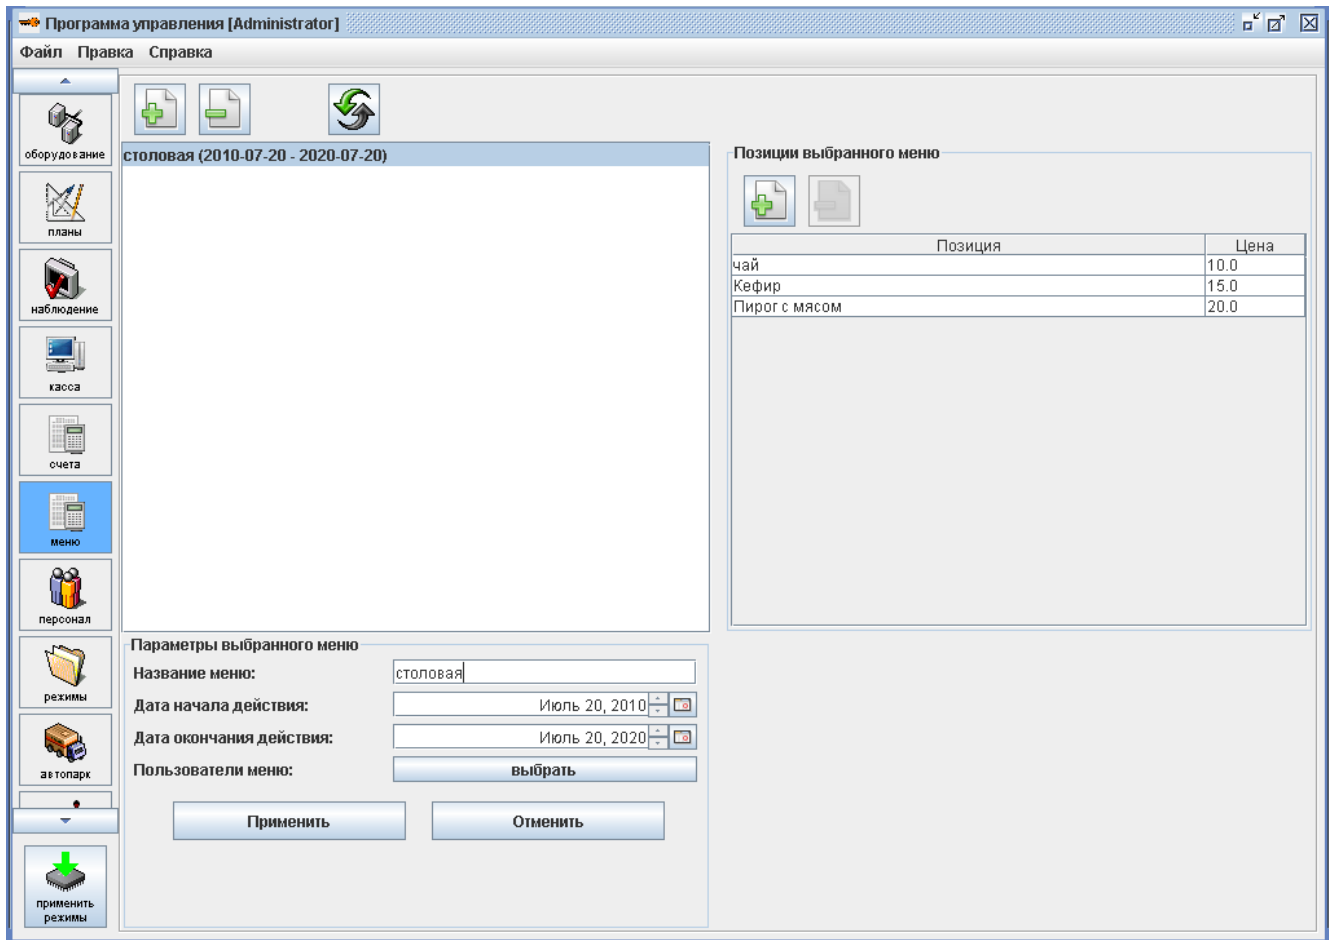 Программа управления [Administrator]
Файл Правка Справка
оборудование
планы
наблюдение
касса
счета
меню
персонал
режимы
автопарк
применить
режимы
столовая (2010-07-20 - 2020-07-20)
Параметры выбранного меню
Название меню: столовая
Дата начала действия: Июль 20, 2010
Дата окончания действия: Июль 20, 2020
Пользователи меню: выбрать
Применить Отменить
Позиции выбранного меню
Позиция Цена
чай 10.0
Кефир 15.0
Пирог с мясом 20.0